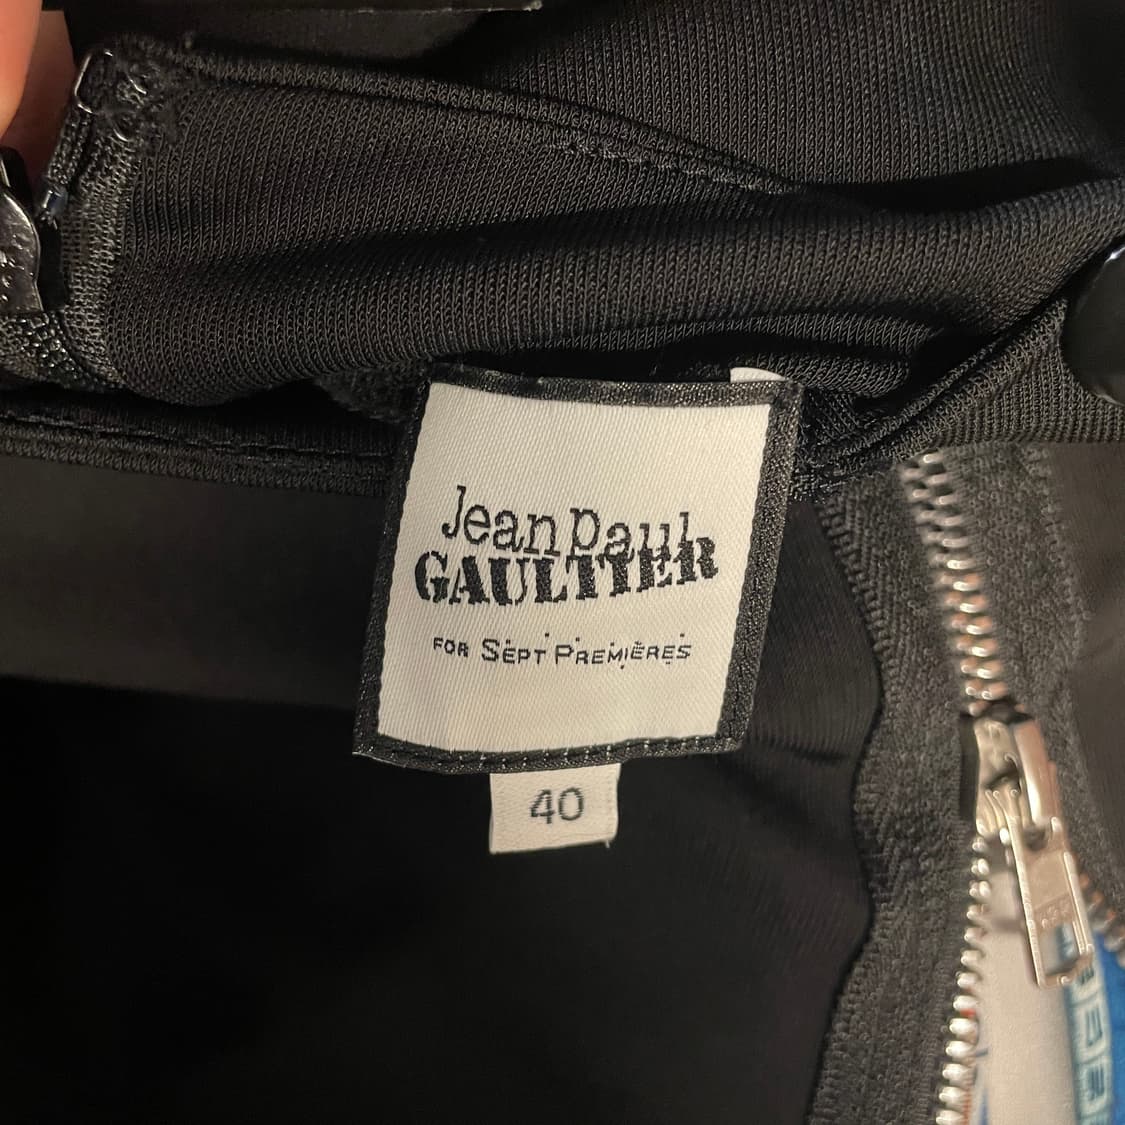 Jean Paul
GAULTIER
FOR SEPT PREMIÈRES
40